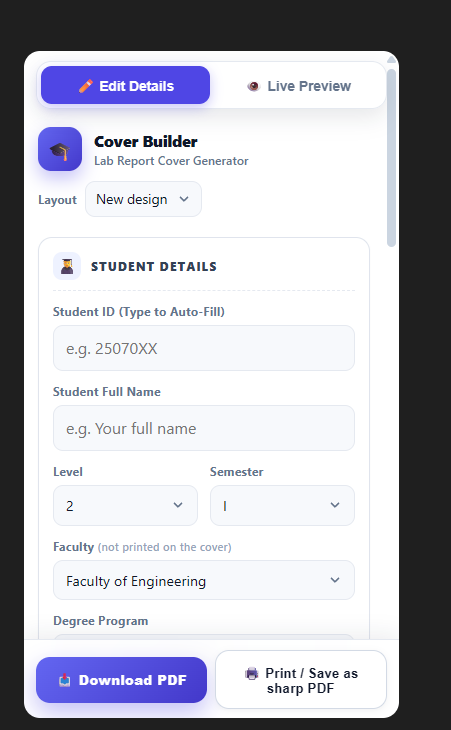 Edit Details
Live Preview
Cover Builder
Lab Report Cover Generator
Layout
New design
STUDENT DETAILS
Student ID (Type to Auto-Fill)
e.g. 25070XX
Student Full Name
e.g. Your full name
Level
Semester
2
I
Faculty (not printed on the cover)
Faculty of Engineering
Degree Program
Download PDF
Print / Save as
sharp PDF